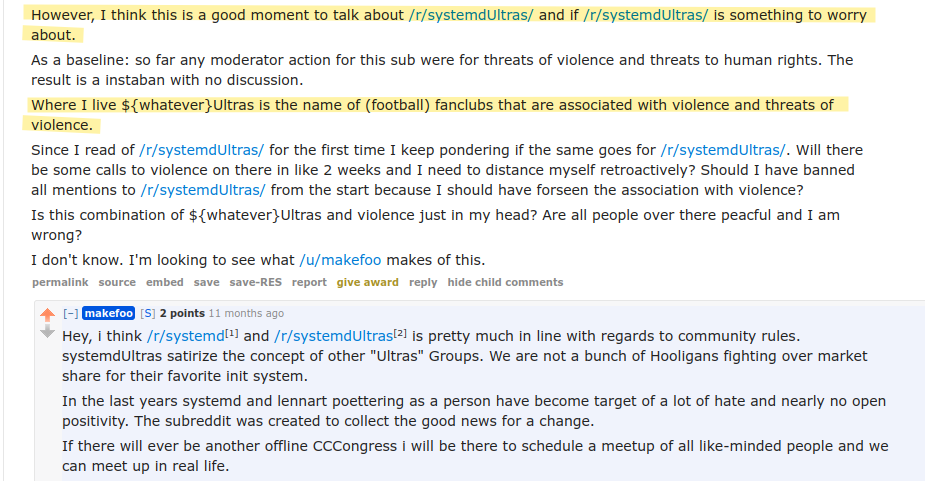 However, I think this is a good moment to talk about /r/systemdUltras/ and if /r/systemdUltras/ is something to worry
about.
As a baseline: so far any moderator action for this sub were for threats of violence and threats to human rights. The
result is a instaban with no discussion.
Where I live ${whatever}Ultras is the name of (football) fanclubs that are associated with violence and threats of
violence.
Since I read of /r/systemdUltras/ for the first time I keep pondering if the same goes for /r/systemdUltras/. Will there
be some calls to violence on there in like 2 weeks and I need to distance myself retroactively? Should I have banned
all mentions to /r/systemdUltras/ from the start because I should have forseen the association with violence?
Is this combination of ${whatever}Ultras and violence just in my head? Are all people over there peacful and I am
wrong?
I don't know. I'm looking to see what /u/makefoo makes of this.
permalink source embed save save-RES report give award reply hide child comments
[–] makefoo [S] 2 points 11 months ago
Hey, i think /r/systemd[1] and /r/systemdUltras[2] is pretty much in line with regards to community rules.
systemdUltras satirize the concept of other "Ultras" Groups. We are not a bunch of Hooligans fighting over market
share for their favorite init system.
In the last years systemd and lennart poettering as a person have become target of a lot of hate and nearly no open
positivity. The subreddit was created to collect the good news for a change.
If there will ever be another offline CCCongress i will be there to schedule a meetup of all like-minded people and we
can meet up in real life.